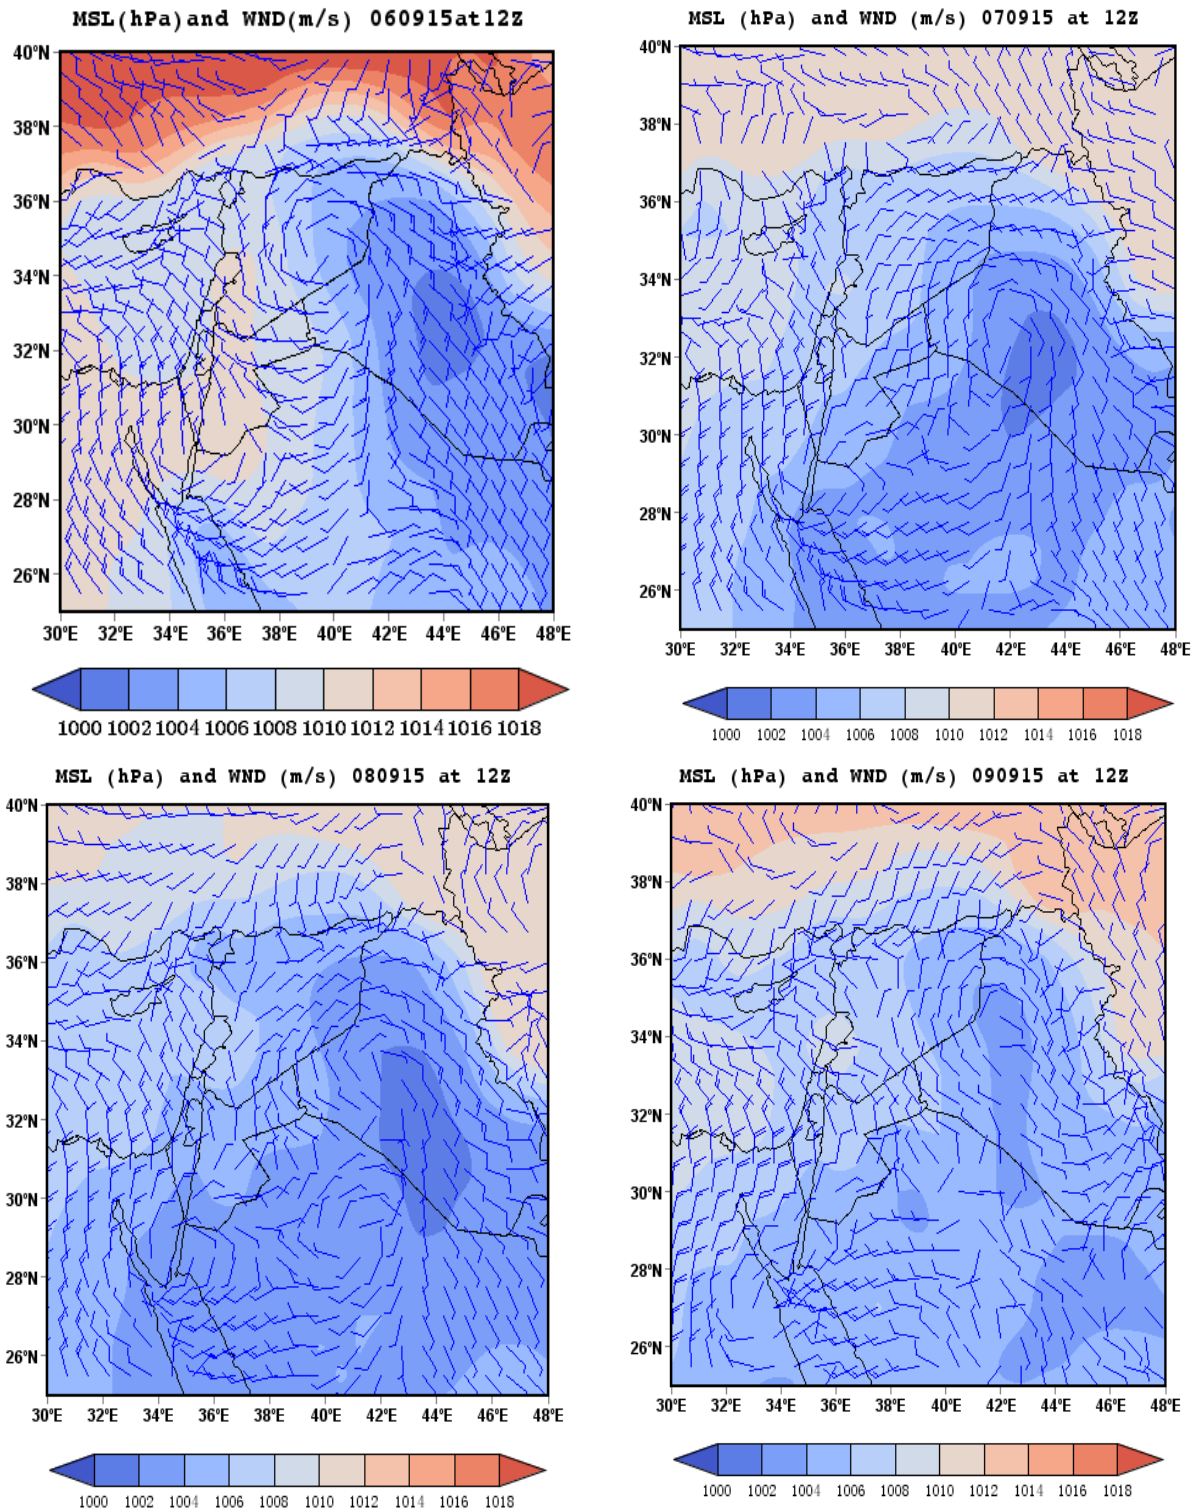 MSL(hPa)and WND(m/s) 060915at12Z
40°N
38°N
36°N
34°N
32°N
30°N
28°N
26°N
30°E 32°E 34°E 36°E 38°E 40°E 42°E 44°E 46°E 48°E
1000 1002 1004 1006 1008 1010 1012 1014 1016 1018
MSL (hPa) and WND (m/s) 070915 at 12Z
40°N
38°N
36°N
34°N
32°N
30°N
28°N
26°N
30°E 32°E 34°E 36°E 38°E 40°E 42°E 44°E 46°E 48°E
1000 1002 1004 1006 1008 1010 1012 1014 1016 1018
MSL (hPa) and WND (m/s) 080915 at 12Z
40°N
38°N
36°N
34°N
32°N
30°N
28°N
26°N
30°E 32°E 34°E 36°E 38°E 40°E 42°E 44°E 46°E 48°E
1000 1002 1004 1006 1008 1010 1012 1014 1016 1018
MSL (hPa) and WND (m/s) 090915 at 12Z
40°N
38°N
36°N
34°N
32°N
30°N
28°N
26°N
30°E 32°E 34°E 36°E 38°E 40°E 42°E 44°E 46°E 48°E
1000 1002 1004 1006 1008 1010 1012 1014 1016 1018